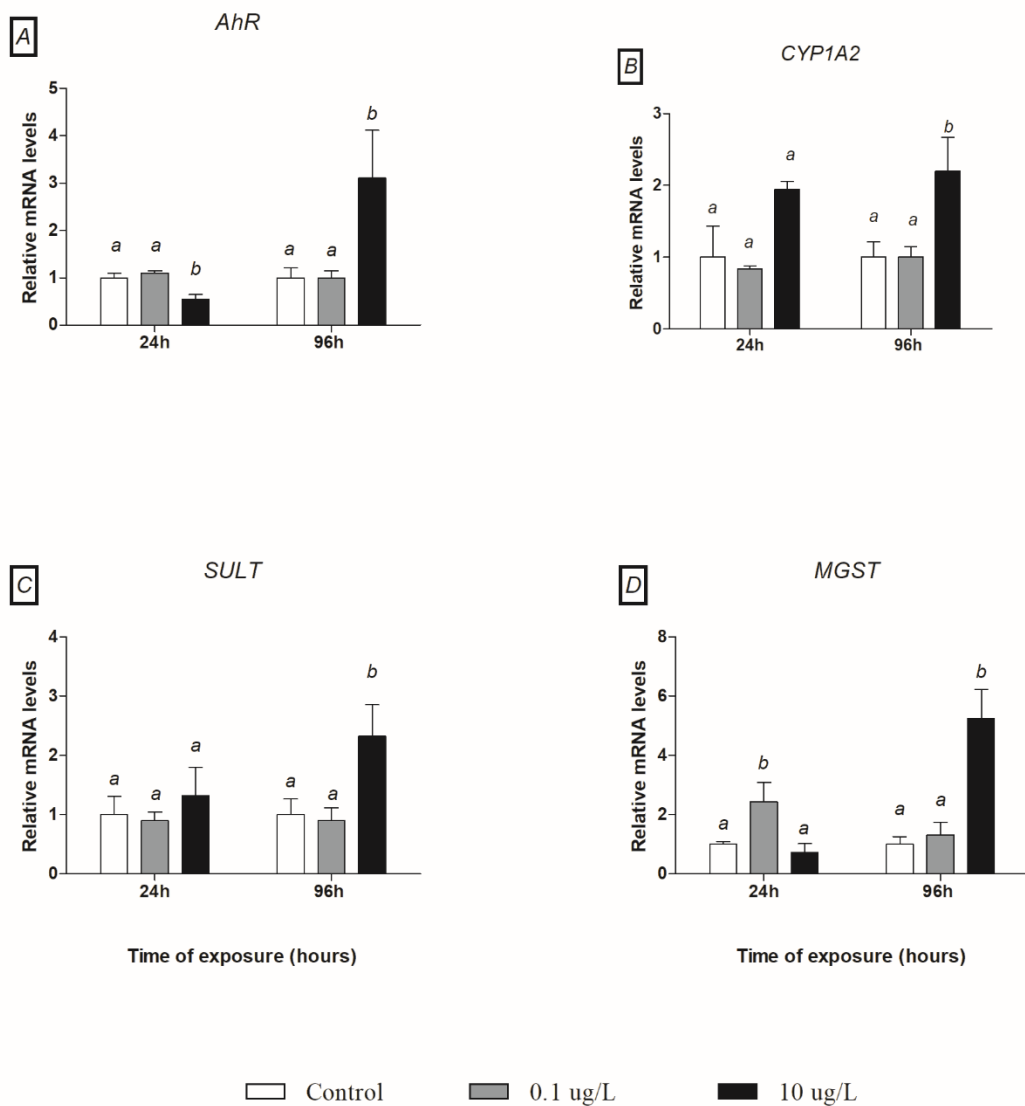 A
AhR
Relative mRNA levels
5
4
3
2
1
0
a
a
b
a
a
b
24h
96h
B
CYP1A2
Relative mRNA levels
3
2
1
0
a
a
a
a
a
b
24h
96h
C
SULT
Relative mRNA levels
4
3
2
1
0
a
a
a
a
a
b
24h
96h
Time of exposure (hours)
D
MGST
Relative mRNA levels
8
6
4
2
0
a
b
a
a
a
b
24h
96h
Time of exposure (hours)
Control
0.1 ug/L
10 ug/L